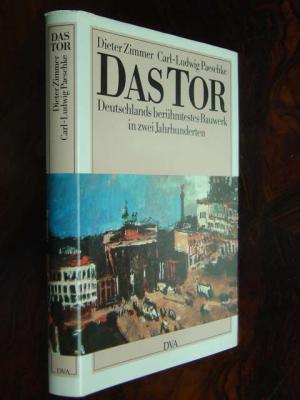 Dieter Zimmer Carl-Ludwig Paeschke
DAS TOR
Deutschlands berühmtestes Bauwerk
in zwei Jahrhunderten
DVA
DAS
TOR
Dieter Zimmer
Carl-Ludwig Paeschke
DVA